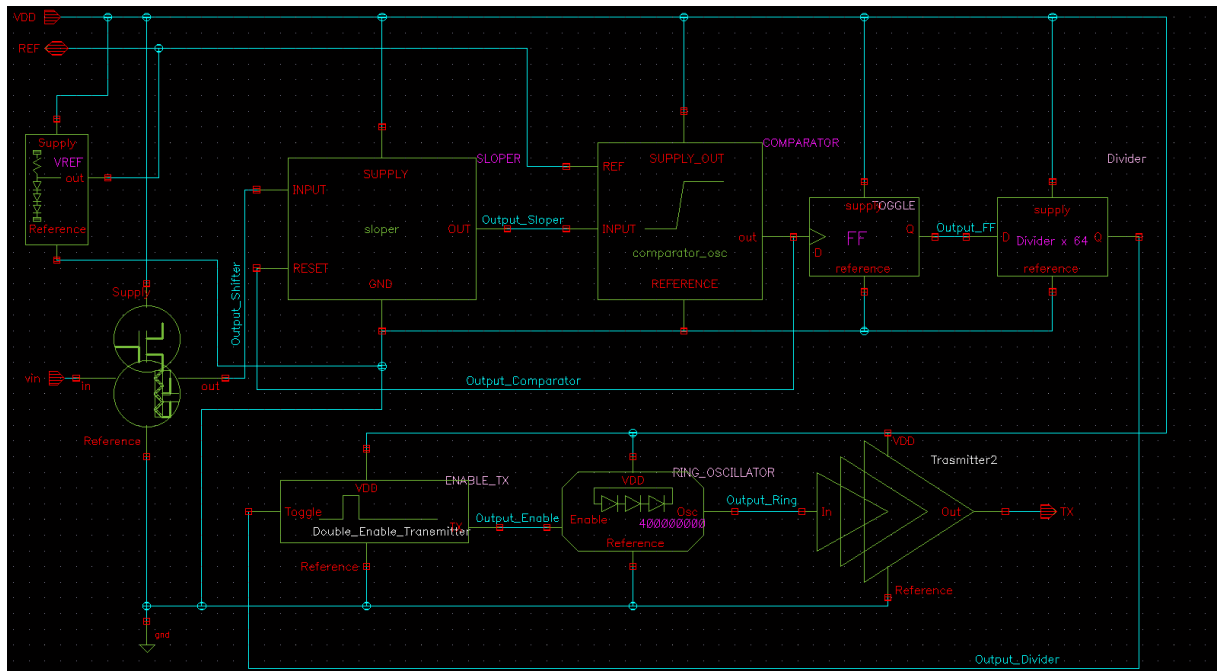 VDD
REF
Supply
VREF
out
Reference
SLOPER
SUPPLY
INPUT
sloper
OUT
RESET
GND
Output_Shifter
Output_Sloper
COMPARATOR
SUPPLY_OUT
REF
INPUT
out
comparator_osc
REFERENCE
Output_Comparator
supply
TOGGLE
FF
Q
D
reference
Output_FF
Divider
supply
D
Divider x 64
Q
reference
Supply
vin
In
out
Reference
gnd
ENABLE_TX
VDD
Toggle
TX
Double_Enable_Transmitter
Reference
Output_Enable
RING_OSCILLATOR
VDD
Enable
Osc
400000000
Reference
Output_Ring
VDD
Trasmitter2
In
Out
TX
Reference
Output_Divider